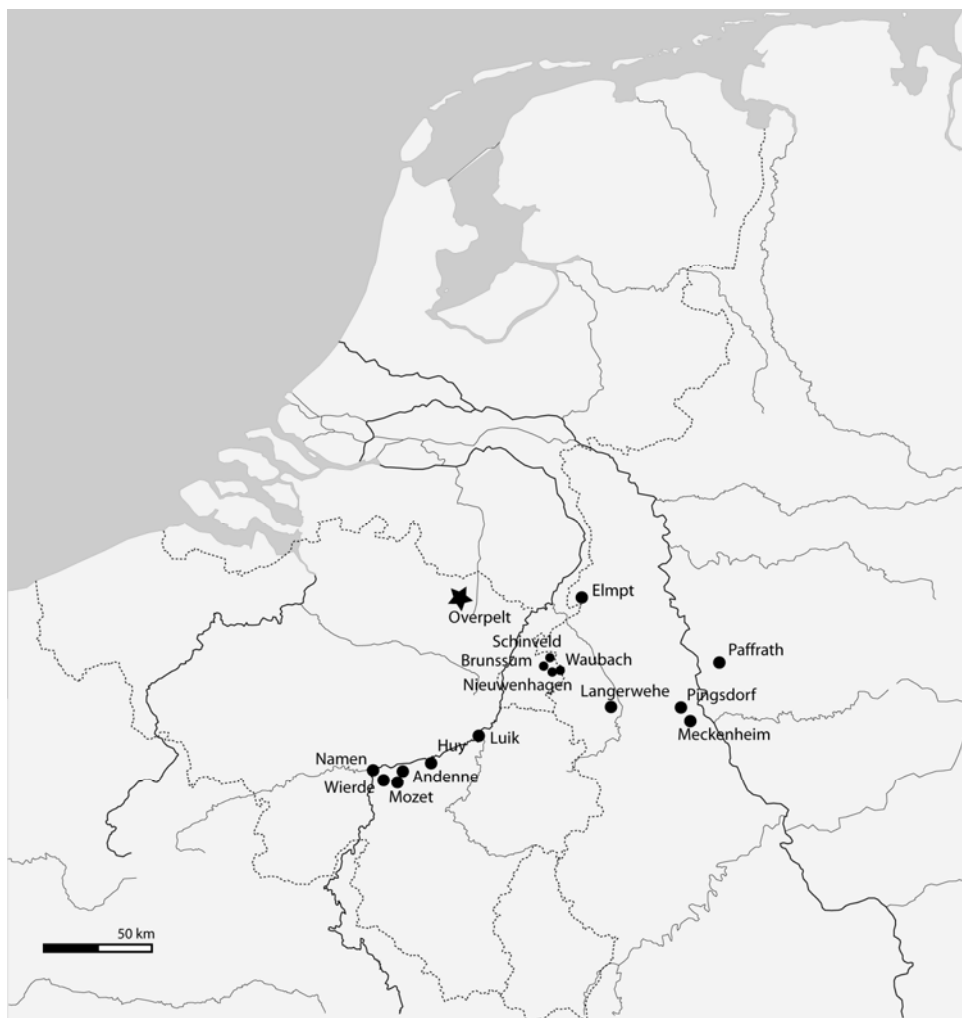 Elmpt
Overpelt
Schinveld
Brunssum
Waubach
Paffrath
Nieuwenhagen
Langerwehe
Pingsdorf
Meckenheim
Luik
Huy
Namen
Andenne
Wierde
Mozet
50 km